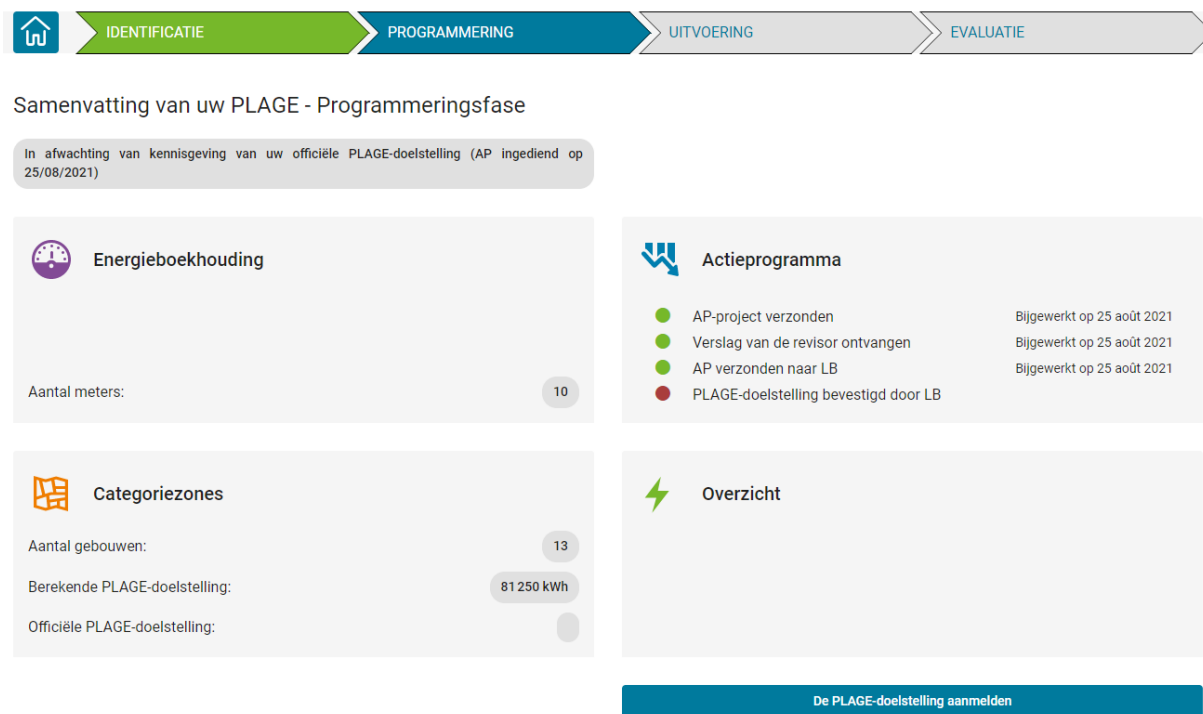 IDENTIFICATIE
PROGRAMMERING
UITVOERING
EVALUATIE
Samenvatting van uw PLAGE - Programmeringsfase
In afwachting van kennisgeving van uw officiële PLAGE-doelstelling (AP ingediend op
25/08/2021)
Energieboekhouding
Aantal meters:
10
Actieprogramma
AP-project verzonden
Bijgewerkt op 25 août 2021
Verslag van de revisor ontvangen
Bijgewerkt op 25 août 2021
AP verzonden naar LB
Bijgewerkt op 25 août 2021
PLAGE-doelstelling bevestigd door LB
Categoriezones
Aantal gebouwen:
13
Berekende PLAGE-doelstelling:
81 250 kWh
Officiële PLAGE-doelstelling:
Overzicht
De PLAGE-doelstelling aanmelden